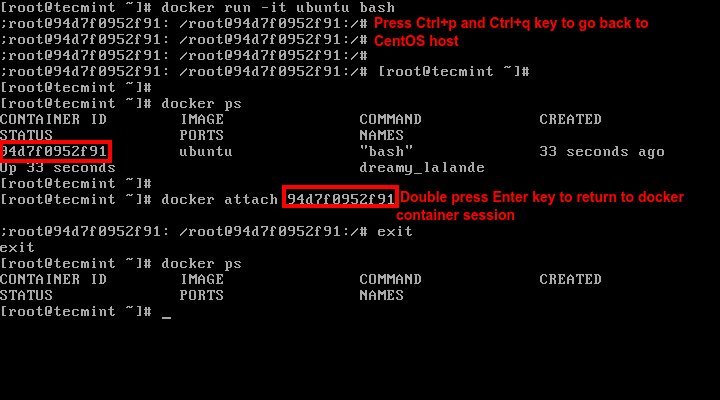 [root@tecmint ~]# docker run -it ubuntu bash
;root@94d7f0952f91: /root@94d7f0952f91:/# Press Ctrl+p and Ctrl+q key to go back to
;root@94d7f0952f91: /root@94d7f0952f91:/# CentOS host
;root@94d7f0952f91: /root@94d7f0952f91:/#
;root@94d7f0952f91: /root@94d7f0952f91:/# [root@tecmint ~]#
[root@tecmint ~]#
[root@tecmint ~]# docker ps
CONTAINER ID IMAGE COMMAND CREATED
STATUS PORTS NAMES
94d7f0952f91 ubuntu "bash" 33 seconds ago
Up 33 seconds dreamy_lalande
[root@tecmint ~]#
[root@tecmint ~]# docker attach 94d7f0952f91 Double press Enter key to return to docker
container session
;root@94d7f0952f91: /root@94d7f0952f91:/# exit
exit
[root@tecmint ~]# docker ps
CONTAINER ID IMAGE COMMAND CREATED
STATUS PORTS NAMES
[root@tecmint ~]# _